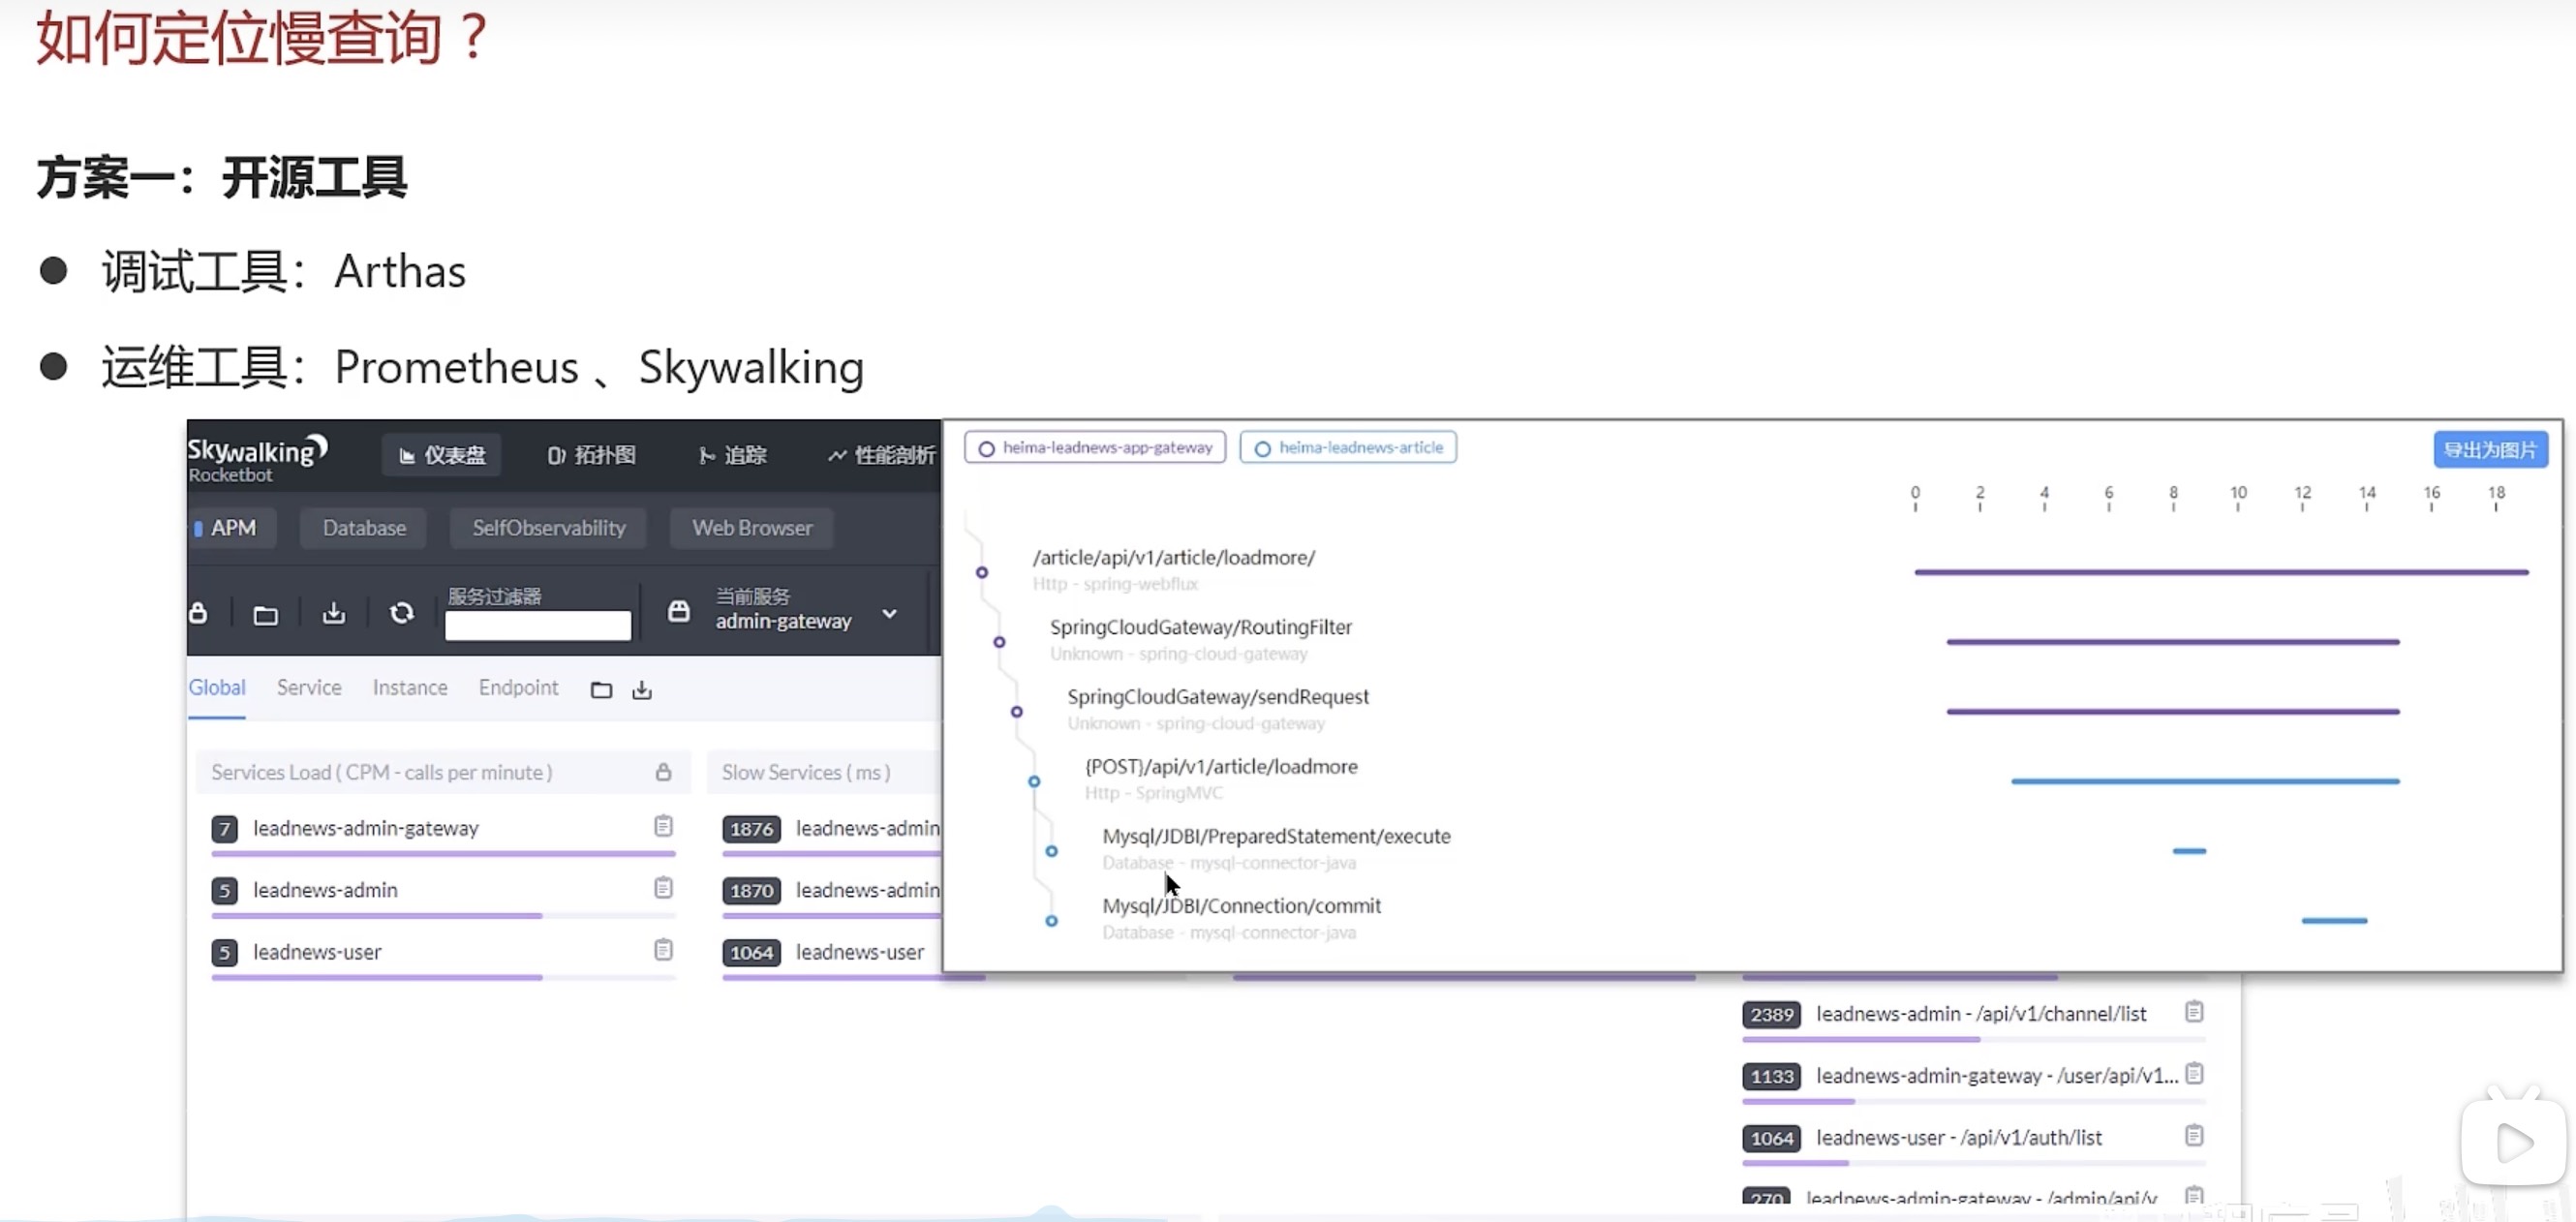 如何定位慢查询？
方案一：开源工具
● 调试工具：Arthas
● 运维工具：Prometheus 、Skywalking
Skywalking
Rocketbot
仪表盘 拓扑图 追踪 性能剖析
APM Database SelfObservability Web Browser
服务过滤器
当前服务
admin-gateway
Global Service Instance Endpoint
Services Load ( CPM - calls per minute )
7 leadnews-admin-gateway
5 leadnews-admin
5 leadnews-user
Slow Services ( ms )
1876 leadnews-admin
1870 leadnews-admin
1064 leadnews-user
heima-leadnews-app-gateway heima-leadnews-article
导出为图片
0 2 4 6 8 10 12 14 16 18
/article/api/v1/article/loadmore/
Http - spring-webflux
SpringCloudGateway/RoutingFilter
Unknown - spring-cloud-gateway
SpringCloudGateway/sendRequest
Unknown - spring-cloud-gateway
{POST}/api/v1/article/loadmore
Http - SpringMVC
Mysql/JDBI/PreparedStatement/execute
Database - mysql-connector-java
Mysql/JDBI/Connection/commit
Database - mysql-connector-java
2389 leadnews-admin - /api/v1/channel/list
1133 leadnews-admin-gateway - /user/api/v1...
1064 leadnews-user - /api/v1/auth/list
270 leadnews-admin-gateway - /admin/api/v